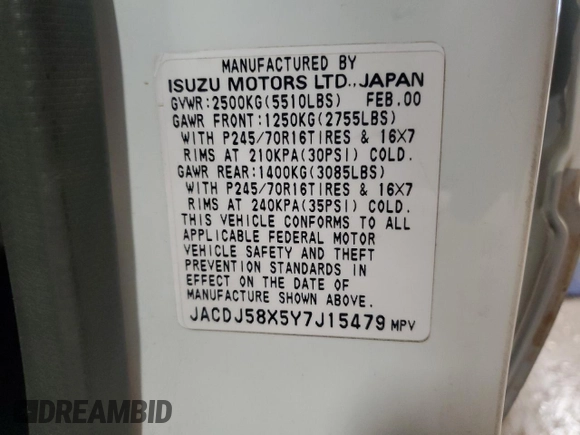 MANUFACTURED BY
ISUZU MOTORS LTD., JAPAN
GVWR:2500KG(5510LBS) FEB.00
GAWR FRONT:1250KG(2755LBS)
WITH P245/70R16TIRES & 16X7
RIMS AT 210KPA(30PSI) COLD.
GAWR REAR:1400KG(3085LBS)
WITH P245/70R16TIRES & 16X7
RIMS AT 240KPA(35PSI) COLD.
THIS VEHICLE CONFORMS TO ALL
APPLICABLE FEDERAL MOTOR
VEHICLE SAFETY AND THEFT
PREVENTION STANDARDS IN
EFFECT ON THE DATE OF
MANUFACTURE SHOWN ABOVE.
JACDJ58X5Y7J15479 MPV
DREAMBID